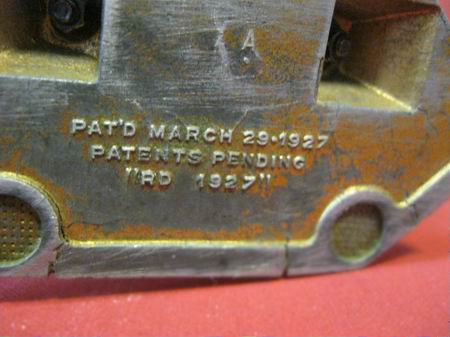 A
PAT'D MARCH 29·1927
PATENTS PENDING
"RD 1927"